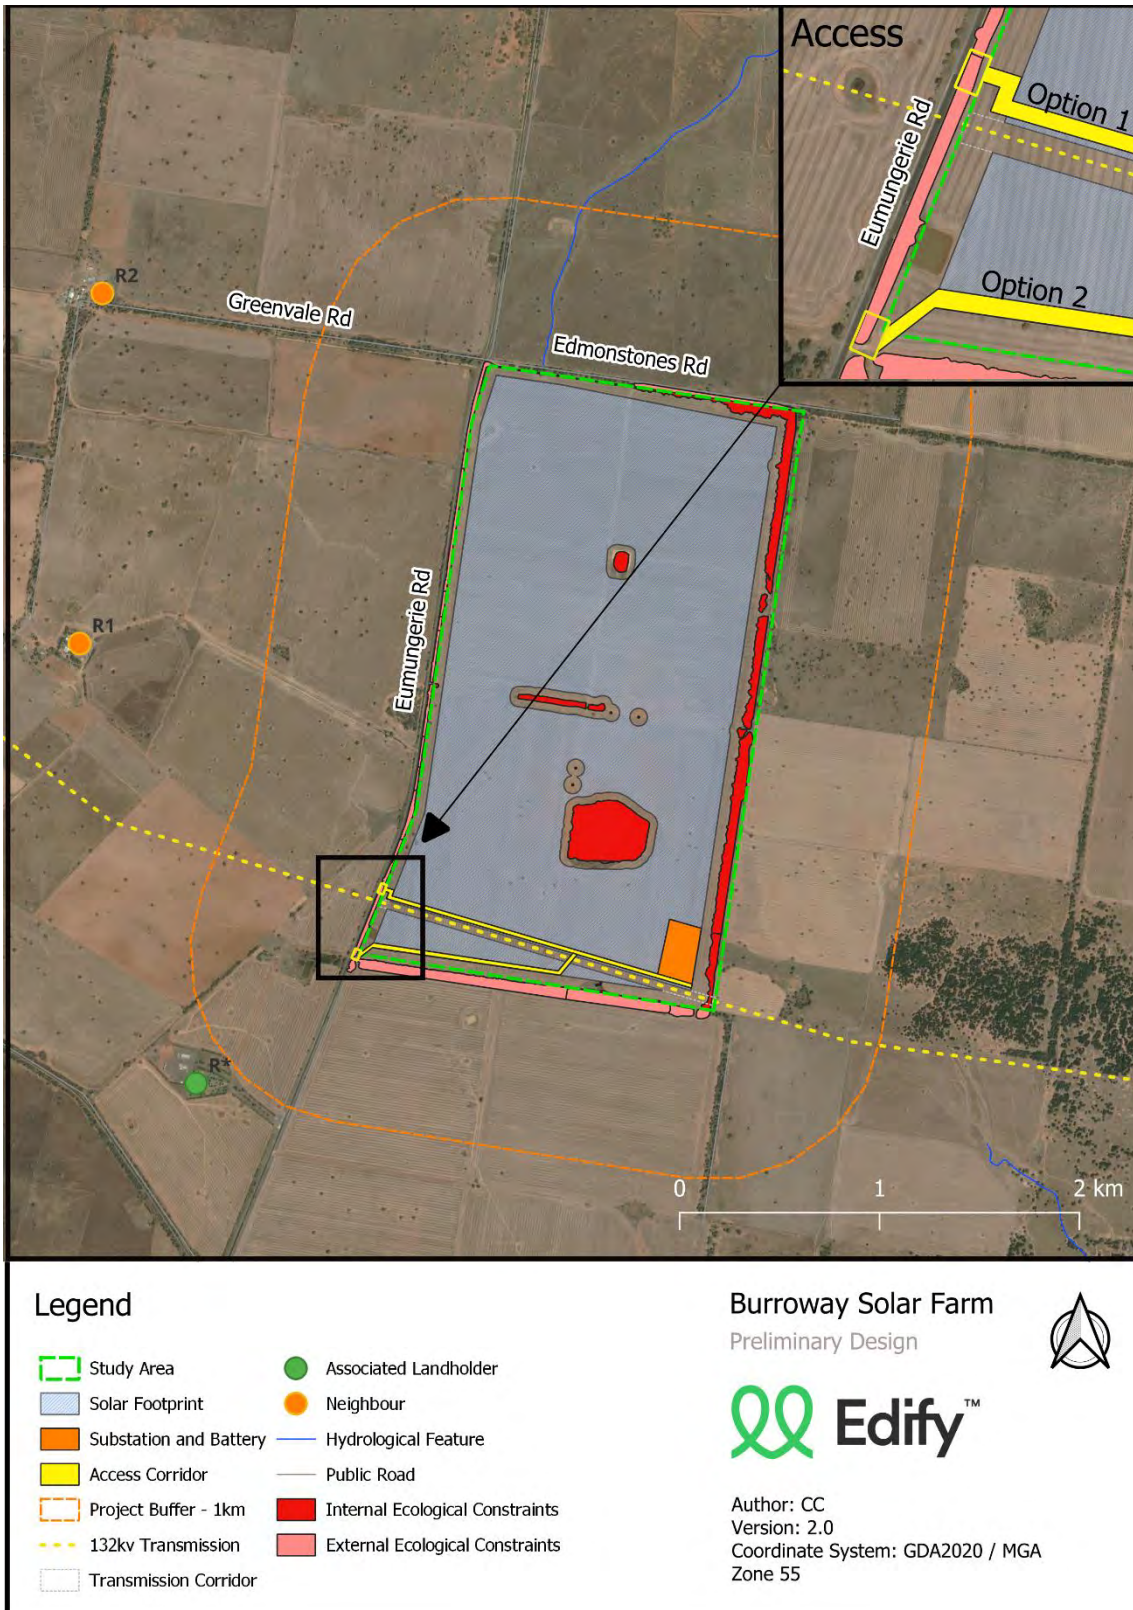 Access
Option 1
Eumungerie Rd
Option 2
R2
Greenvale Rd
Edmonstones Rd
R1
Eumungerie Rd
R*
0 1 2 km
Legend
Study Area
Solar Footprint
Substation and Battery
Access Corridor
Project Buffer - 1km
132kv Transmission
Transmission Corridor
Associated Landholder
Neighbour
Hydrological Feature
Public Road
Internal Ecological Constraints
External Ecological Constraints
Burroway Solar Farm
Preliminary Design
Edify™
Author: CC
Version: 2.0
Coordinate System: GDA2020 / MGA
Zone 55